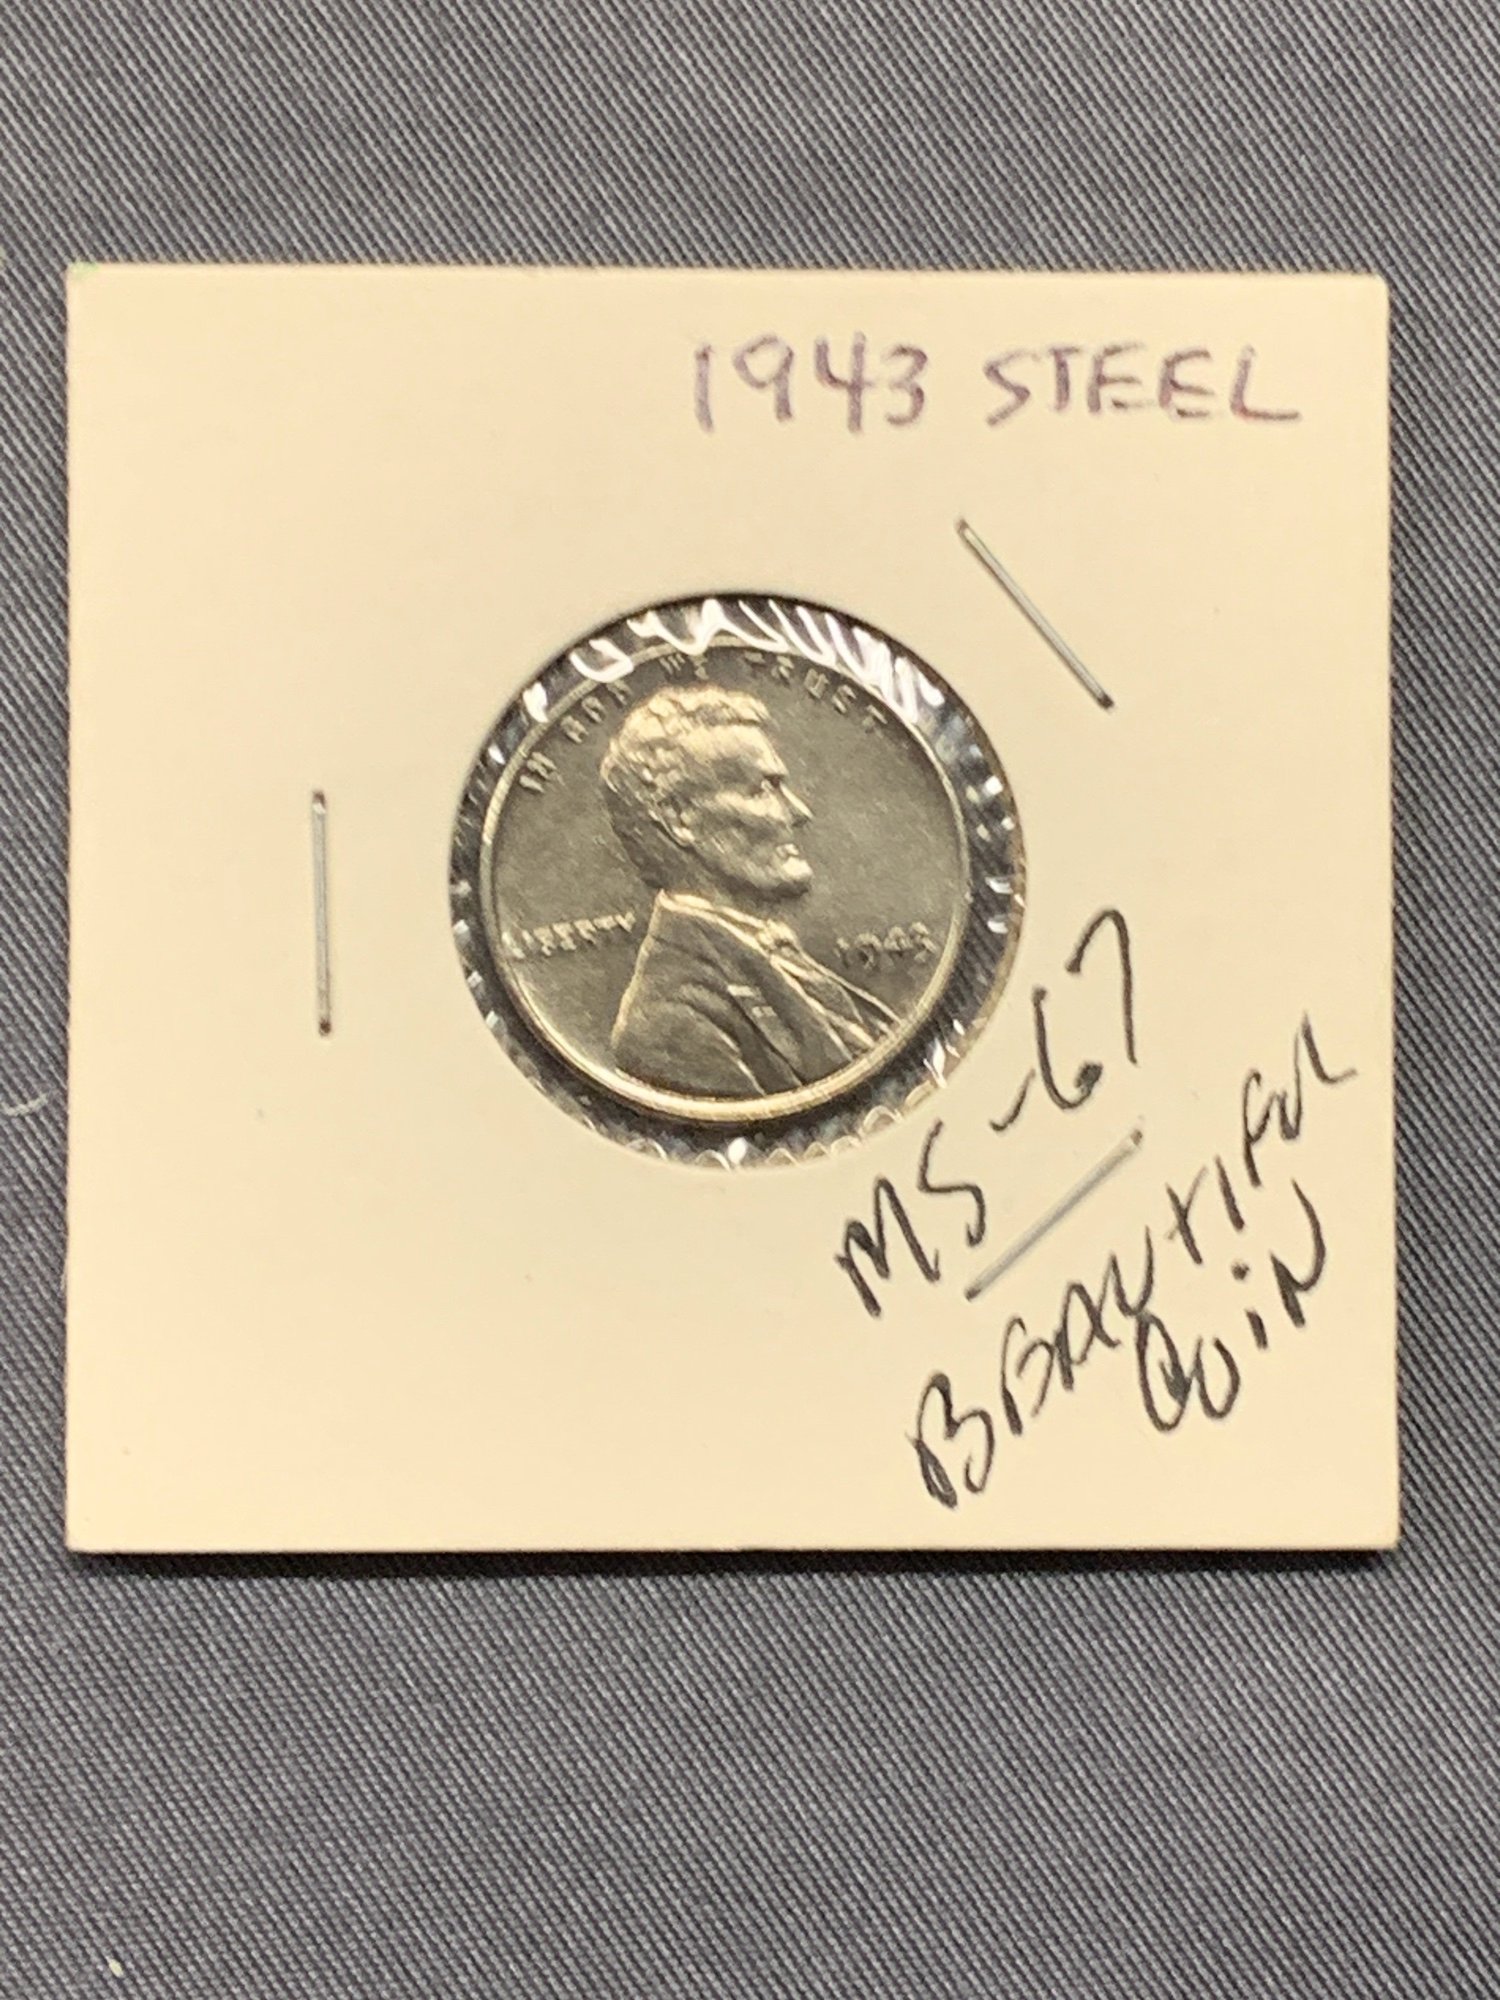 1943 STEEL
IN GOD WE TRUST
LIBERTY 1943
MS-67
BEAUTIFUL
COIN